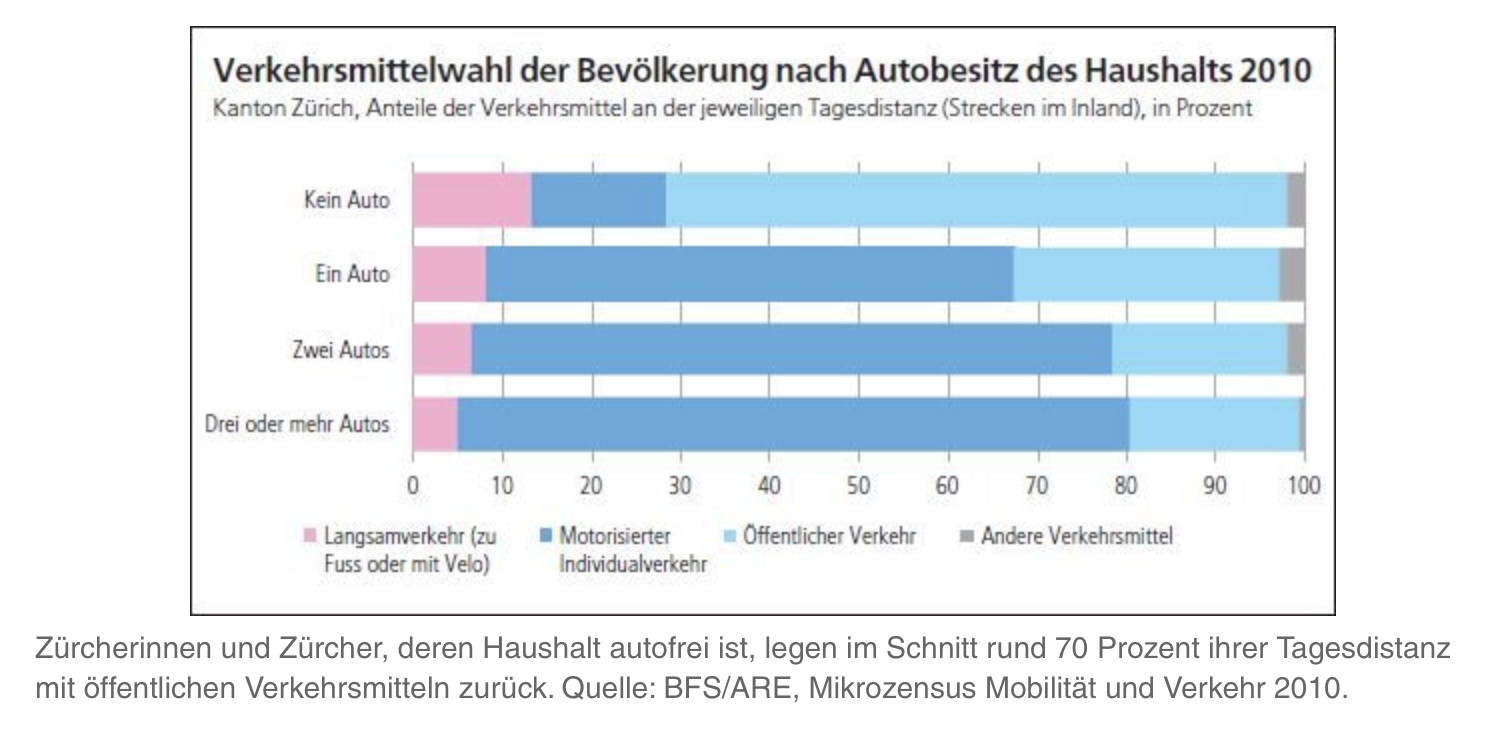 Verkehrsmittelwahl der Bevölkerung nach Autobesitz des Haushalts 2010
Kanton Zürich, Anteile der Verkehrsmittel an der jeweiligen Tagesdistanz (Strecken im Inland), in Prozent
Kein Auto
Ein Auto
Zwei Autos
Drei oder mehr Autos
0 10 20 30 40 50 60 70 80 90 100
Langsamverkehr (zu Motorisierter Öffentlicher Verkehr Andere Verkehrsmittel
Fuss oder mit Velo) Individualverkehr
Zürcherinnen und Zürcher, deren Haushalt autofrei ist, legen im Schnitt rund 70 Prozent ihrer Tagesdistanz
mit öffentlichen Verkehrsmitteln zurück. Quelle: BFS/ARE, Mikrozensus Mobilität und Verkehr 2010.